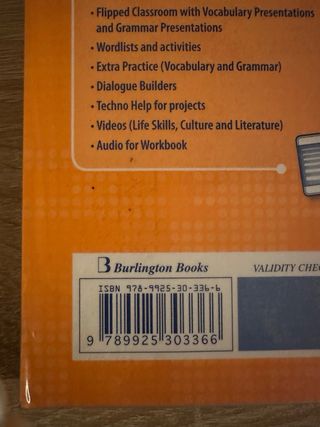 • Flipped Classroom with Vocabulary Presentations
and Grammar Presentations
• Wordlists and activities
• Extra Practice (Vocabulary and Grammar)
• Dialogue Builders
• Techno Help for projects
• Videos (Life Skills, Culture and Literature)
• Audio for Workbook
B Burlington Books
VALIDITY CHEC
ISBN 978-9925-30-336-6
9 789925 303366